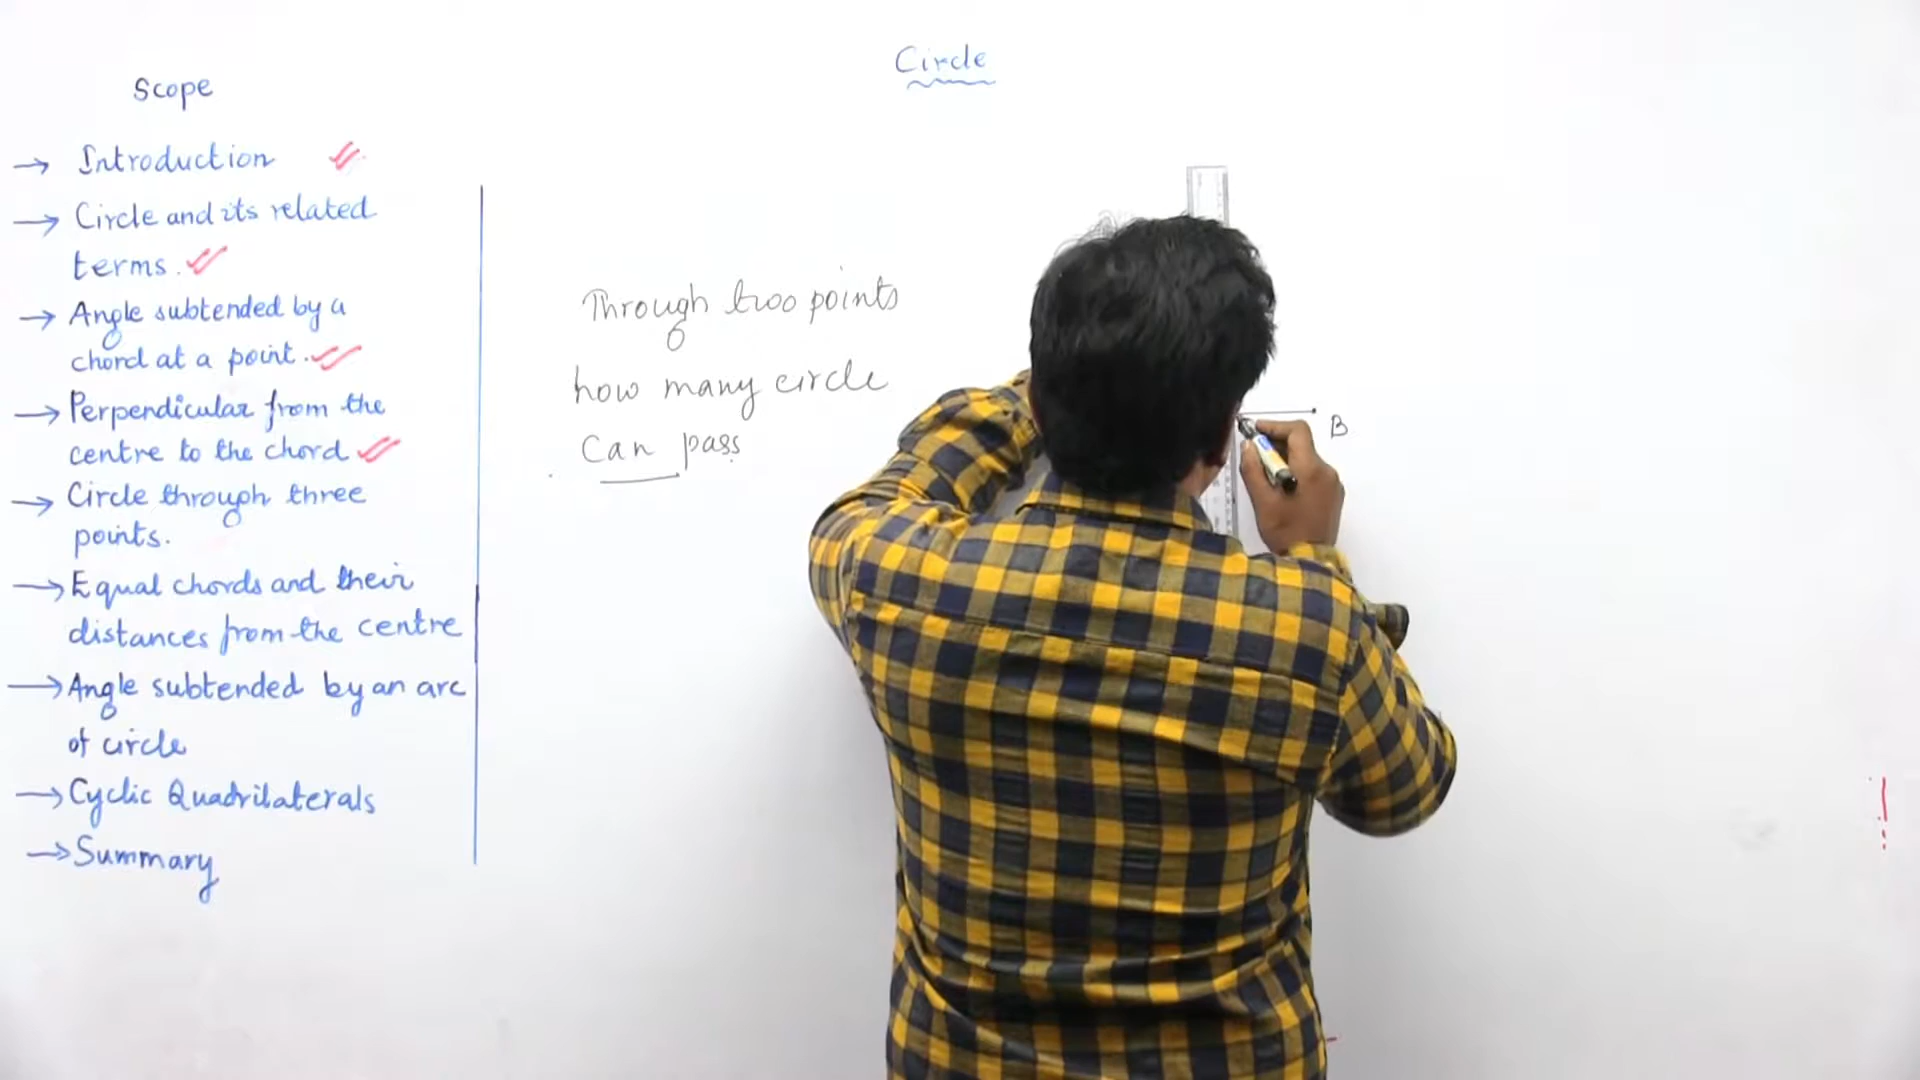 Circle
Scope
→ Introduction
→ Circle and its related
terms.
→ Angle subtended by a
chord at a point.
→ Perpendicular from the
centre to the chord
→ Circle through three
points.
→ Equal chords and their
distances from the centre
→ Angle subtended by an arc
of circle
→ Cyclic Quadrilaterals
→ Summary
Through two points
how many circle
can pass
B